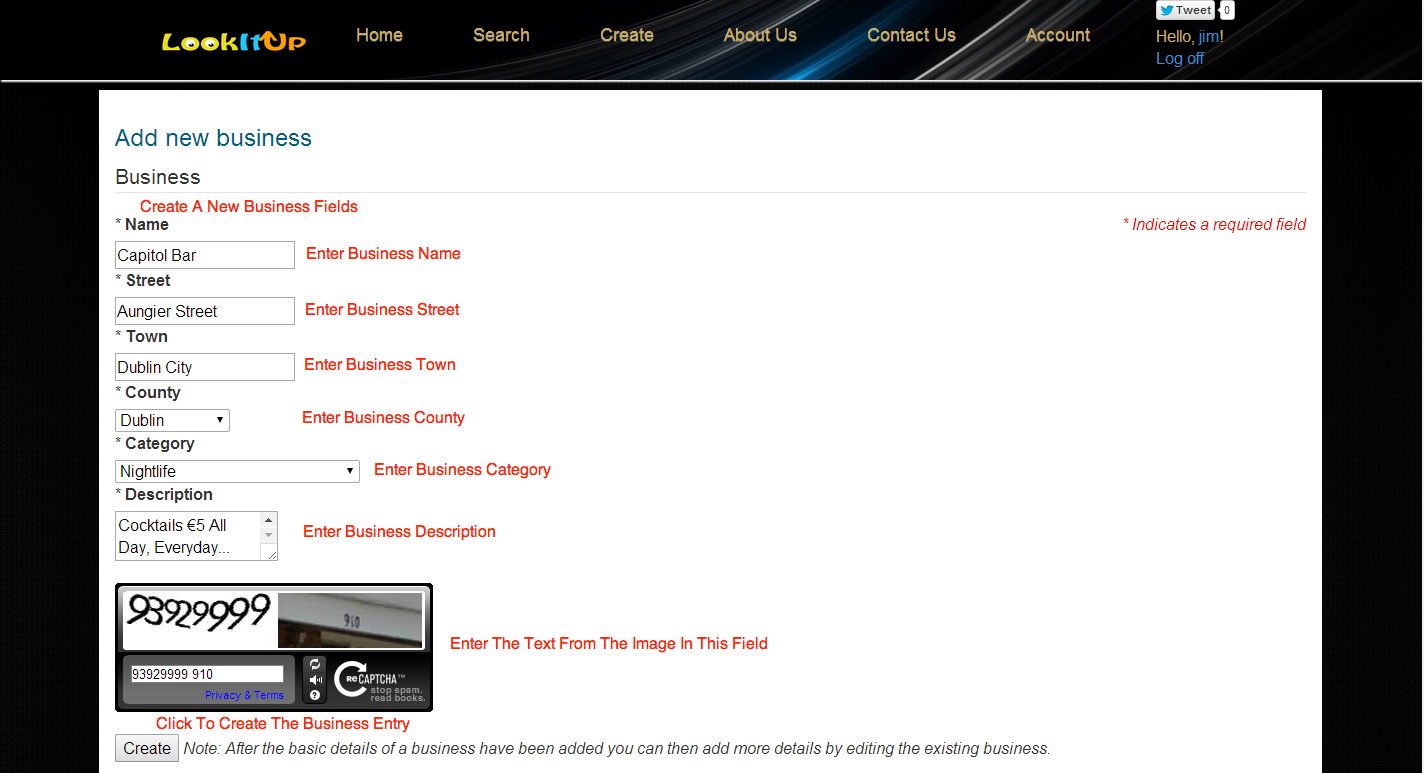 LookItUp Home Search Create About Us Contact Us Account
Tweet 0
Hello, jim!
Log off
Add new business
Business
Create A New Business Fields
* Name
* Indicates a required field
Capitol Bar Enter Business Name
* Street
Aungier Street Enter Business Street
* Town
Dublin City Enter Business Town
* County
Dublin Enter Business County
* Category
Nightlife Enter Business Category
* Description
Cocktails €5 All
Day, Everyday... Enter Business Description
93929999 910
Enter The Text From The Image In This Field
93929999 910
Privacy & Terms
? reCAPTCHA™
stop spam.
read books.
Click To Create The Business Entry
Create Note: After the basic details of a business have been added you can then add more details by editing the existing business.